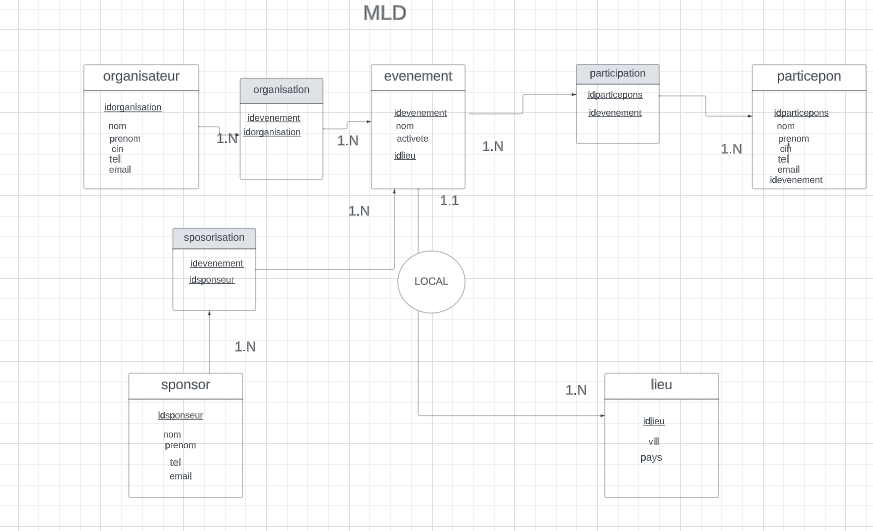 MLD
organisateur
idorganisation
nom
prenom
cin
tell
email
1.N
organisation
idevenement
idorganisation
1.N
evenement
idevenement
nom
activete
idlieu
1.N
participation
idparticepons
idevenement
1.N
particepon
idparticepons
nom
prenom
cin
tel
email
idevenement
1.N
1.1
sposorisation
idevenement
idsponseur
LOCAL
1.N
sponsor
idsponseur
nom
prenom
tel
email
1.N
lieu
idlieu
vill
pays